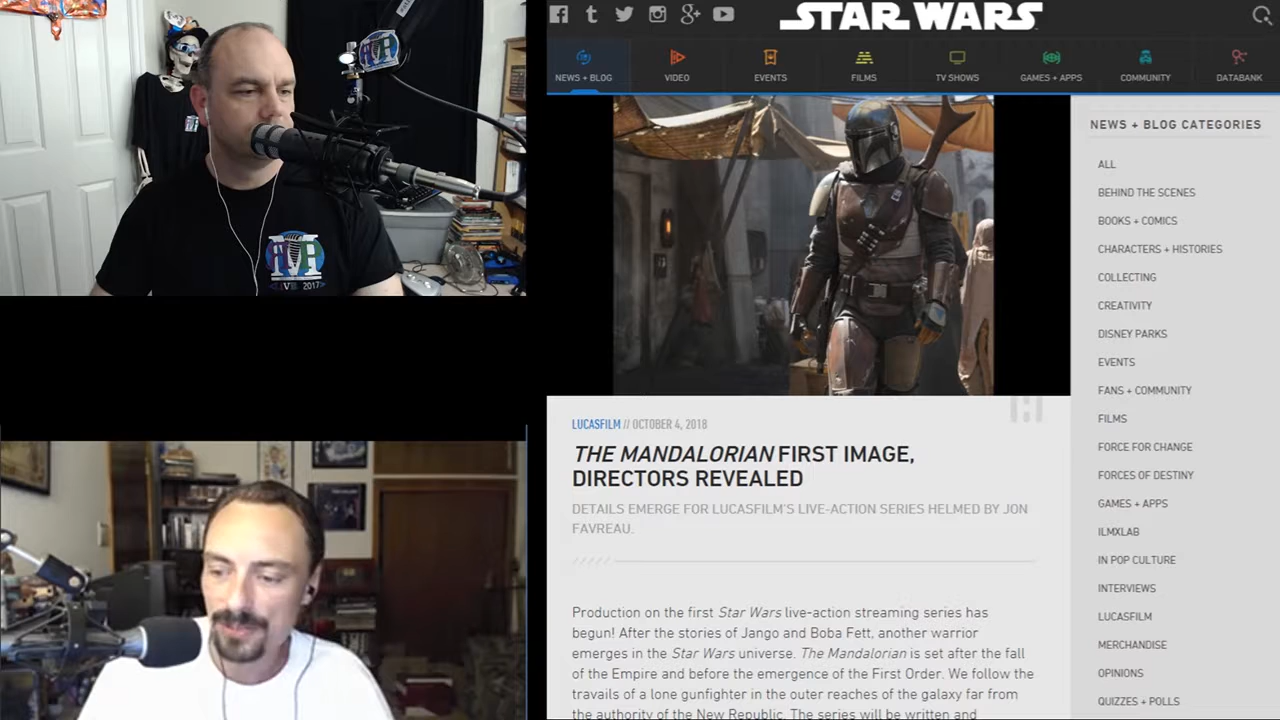 STAR WARS
NEWS + BLOG
VIDEO
EVENTS
FILMS
TV SHOWS
GAMES + APPS
COMMUNITY
DATABANK
LIVE 2017
LUCASFILM // OCTOBER 4, 2018
THE MANDALORIAN FIRST IMAGE,
DIRECTORS REVEALED
DETAILS EMERGE FOR LUCASFILM'S LIVE-ACTION SERIES HELMED BY JON
FAVREAU.
Production on the first Star Wars live-action streaming series has
begun! After the stories of Jango and Boba Fett, another warrior
emerges in the Star Wars universe. The Mandalorian is set after the fall
of the Empire and before the emergence of the First Order. We follow the
travails of a lone gunfighter in the outer reaches of the galaxy far from
the authority of the New Republic. The series will be written and
NEWS + BLOG CATEGORIES
ALL
BEHIND THE SCENES
BOOKS + COMICS
CHARACTERS + HISTORIES
COLLECTING
CREATIVITY
DISNEY PARKS
EVENTS
FANS + COMMUNITY
FILMS
FORCE FOR CHANGE
FORCES OF DESTINY
GAMES + APPS
ILMXLAB
IN POP CULTURE
INTERVIEWS
LUCASFILM
MERCHANDISE
OPINIONS
QUIZZES + POLLS